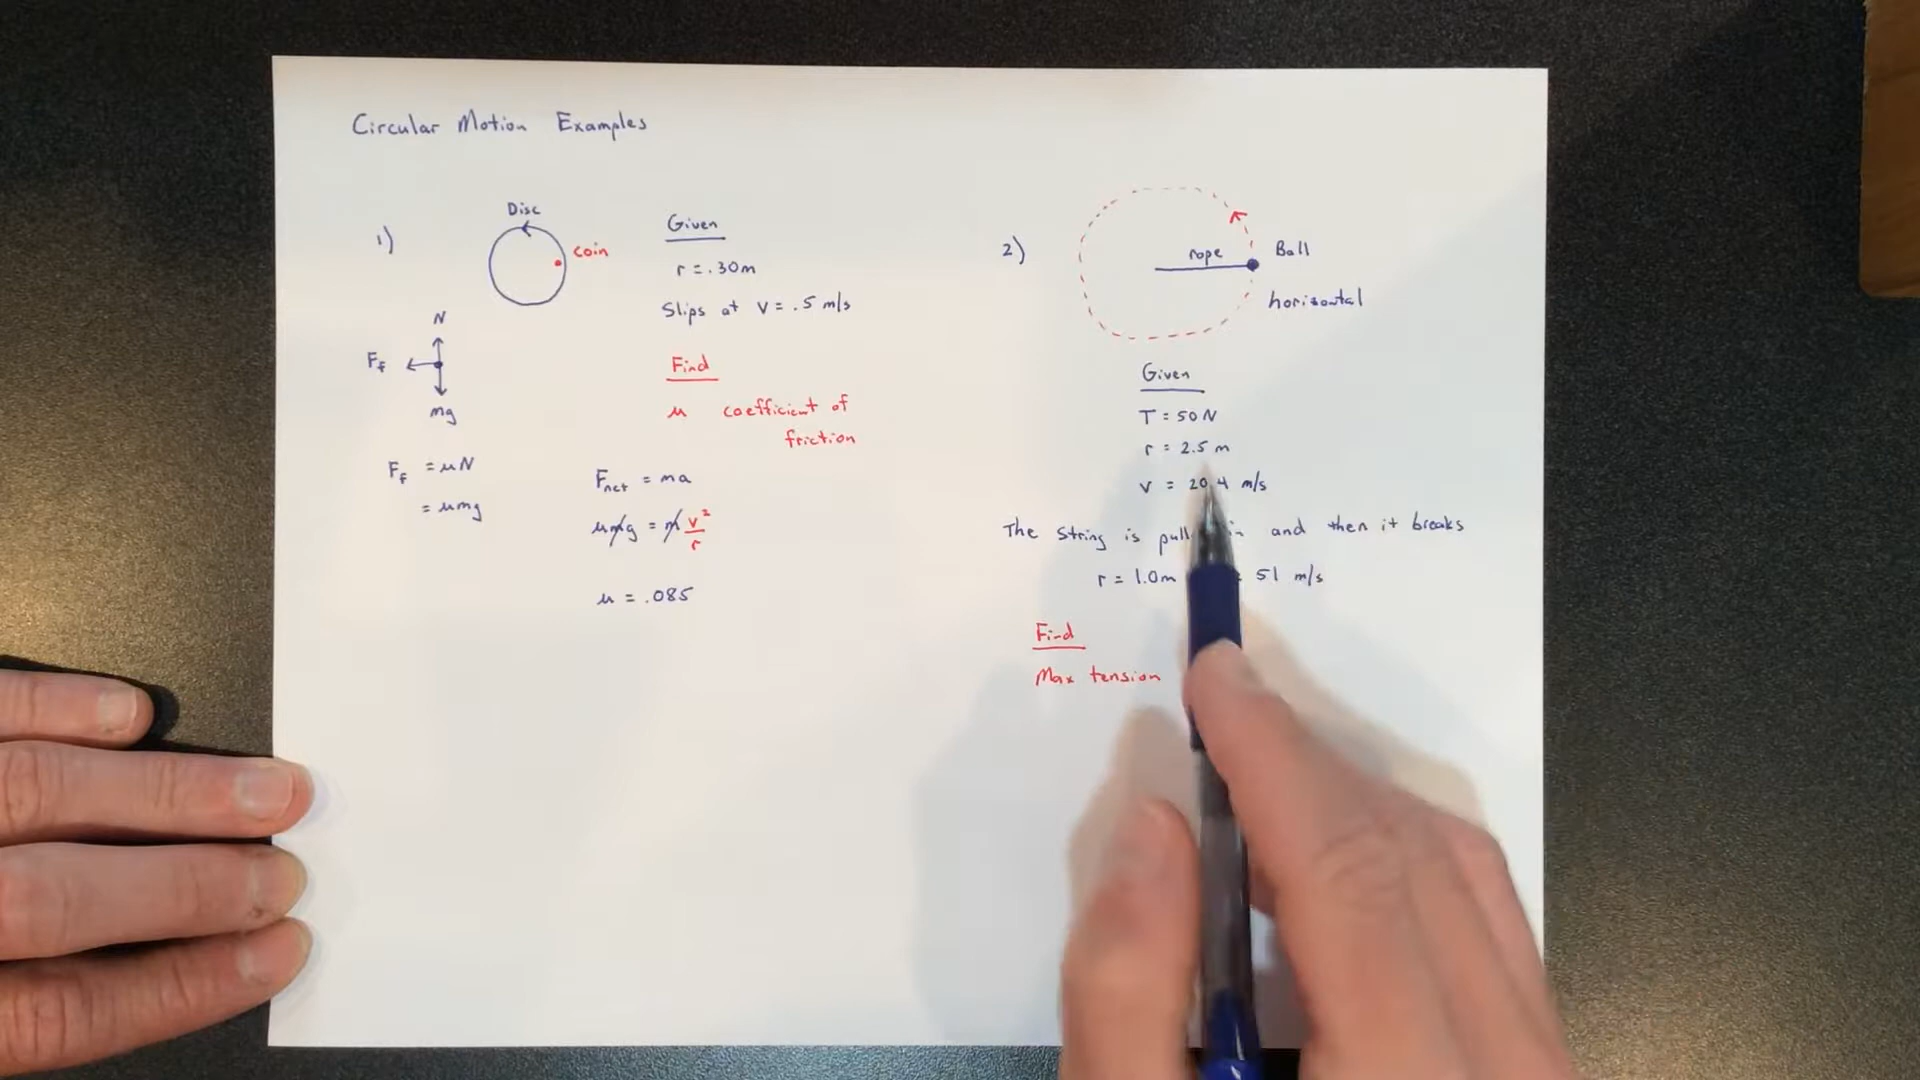 Circular Motion Examples
1)
Disc
coin
N
Ff
mg
Ff = μN
= μmg
Given
r = .30m
Slips at v = .5 m/s
Find
μ coefficient of
friction
Fnet = ma
μmg = m v²/r
μ = .085
2)
rope
Ball
horizontal
Given
T = 50 N
r = 2.5 m
v = 20.4 m/s
The String is in and then it breaks
r = 1.0m 51 m/s
Find
Max tension